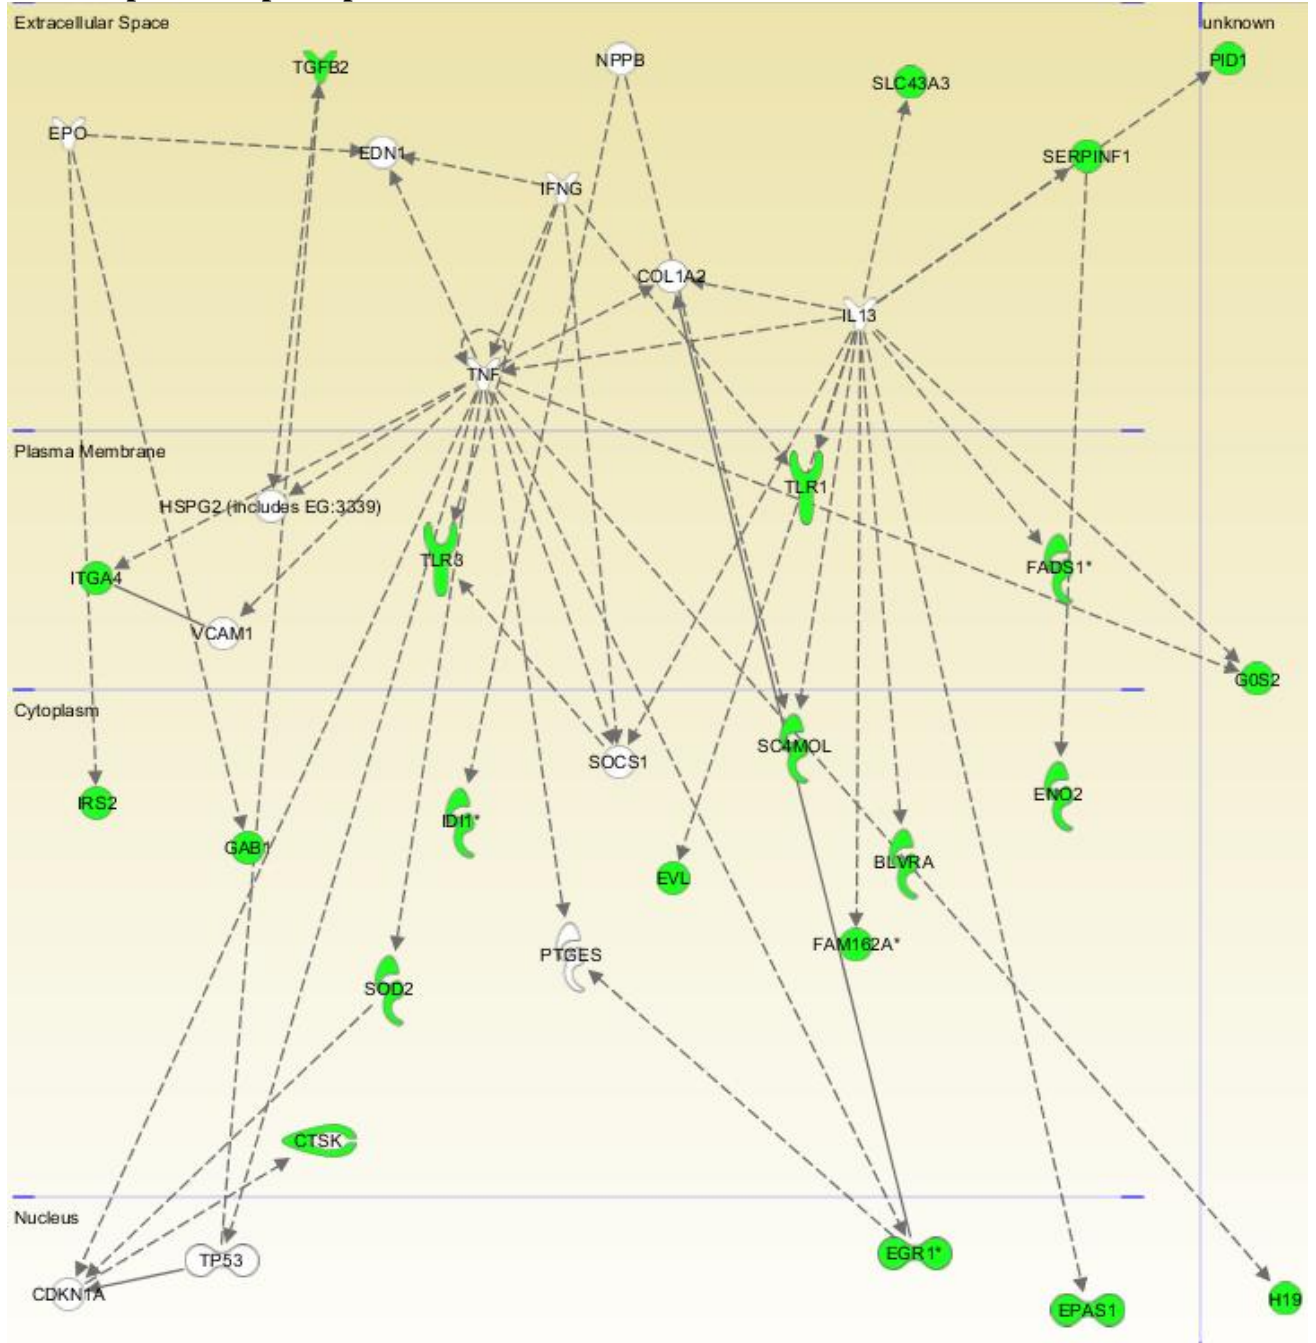 Extracellular Space
unknown
TGFB2
NPPB
SLC43A3
PID1
EPO
EDN1
IFNG
SERPINF1
COL1A2
IL13
TNF
Plasma Membrane
HSPG2 (includes EG:3339)
TLR1
TLR3
FADS1*
ITGA4
VCAM1
G0S2
Cytoplasm
SOCS1
SC4MOL
IRS2
IDI1*
ENO2
GAB1
EVL
BLVRA
FAM162A*
PTGES
SOD2
CTSK
Nucleus
TP53
EGR1*
CDKN1A
EPAS1
H19